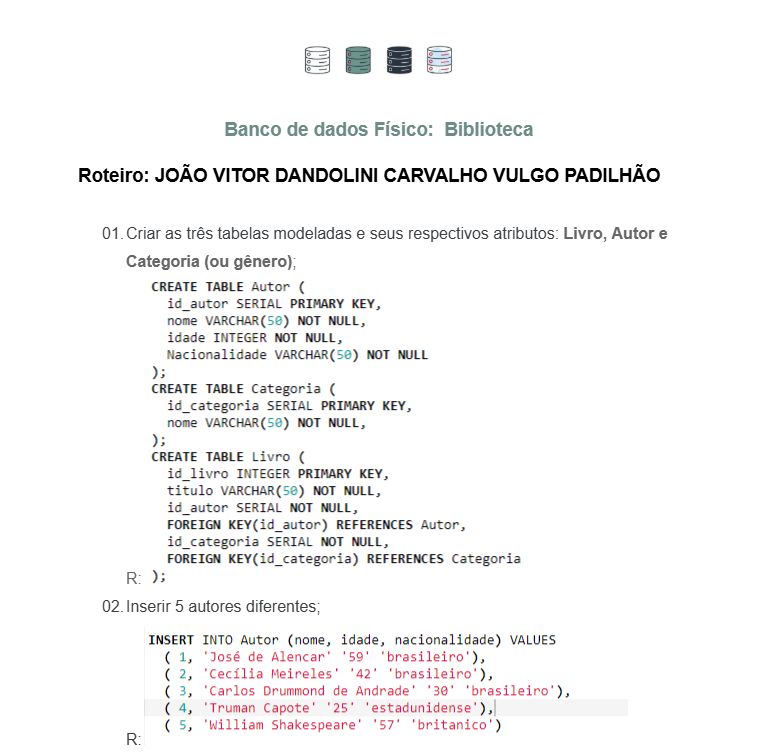 Banco de dados Físico:  Biblioteca
Roteiro: JOÃO VITOR DANDOLINI CARVALHO VULGO PADILHÃO
01. Criar as três tabelas modeladas e seus respectivos atributos: Livro, Autor e
Categoria (ou gênero);
CREATE TABLE Autor (
id_autor SERIAL PRIMARY KEY,
nome VARCHAR(50) NOT NULL,
idade INTEGER NOT NULL,
Nacionalidade VARCHAR(50) NOT NULL
);
CREATE TABLE Categoria (
id_categoria SERIAL PRIMARY KEY,
nome VARCHAR(50) NOT NULL,
);
CREATE TABLE Livro (
id_livro INTEGER PRIMARY KEY,
titulo VARCHAR(50) NOT NULL,
id_autor SERIAL NOT NULL,
FOREIGN KEY(id_autor) REFERENCES Autor,
id_categoria SERIAL NOT NULL,
FOREIGN KEY(id_categoria) REFERENCES Categoria
R: );
02. Inserir 5 autores diferentes;
INSERT INTO Autor (nome, idade, nacionalidade) VALUES
( 1, 'José de Alencar' '59' 'brasileiro'),
( 2, 'Cecília Meireles' '42' 'brasileiro'),
( 3, 'Carlos Drummond de Andrade' '30' 'brasileiro'),
( 4, 'Truman Capote' '25' 'estadunidense'),
( 5, 'William Shakespeare' '57' 'britanico')
R: